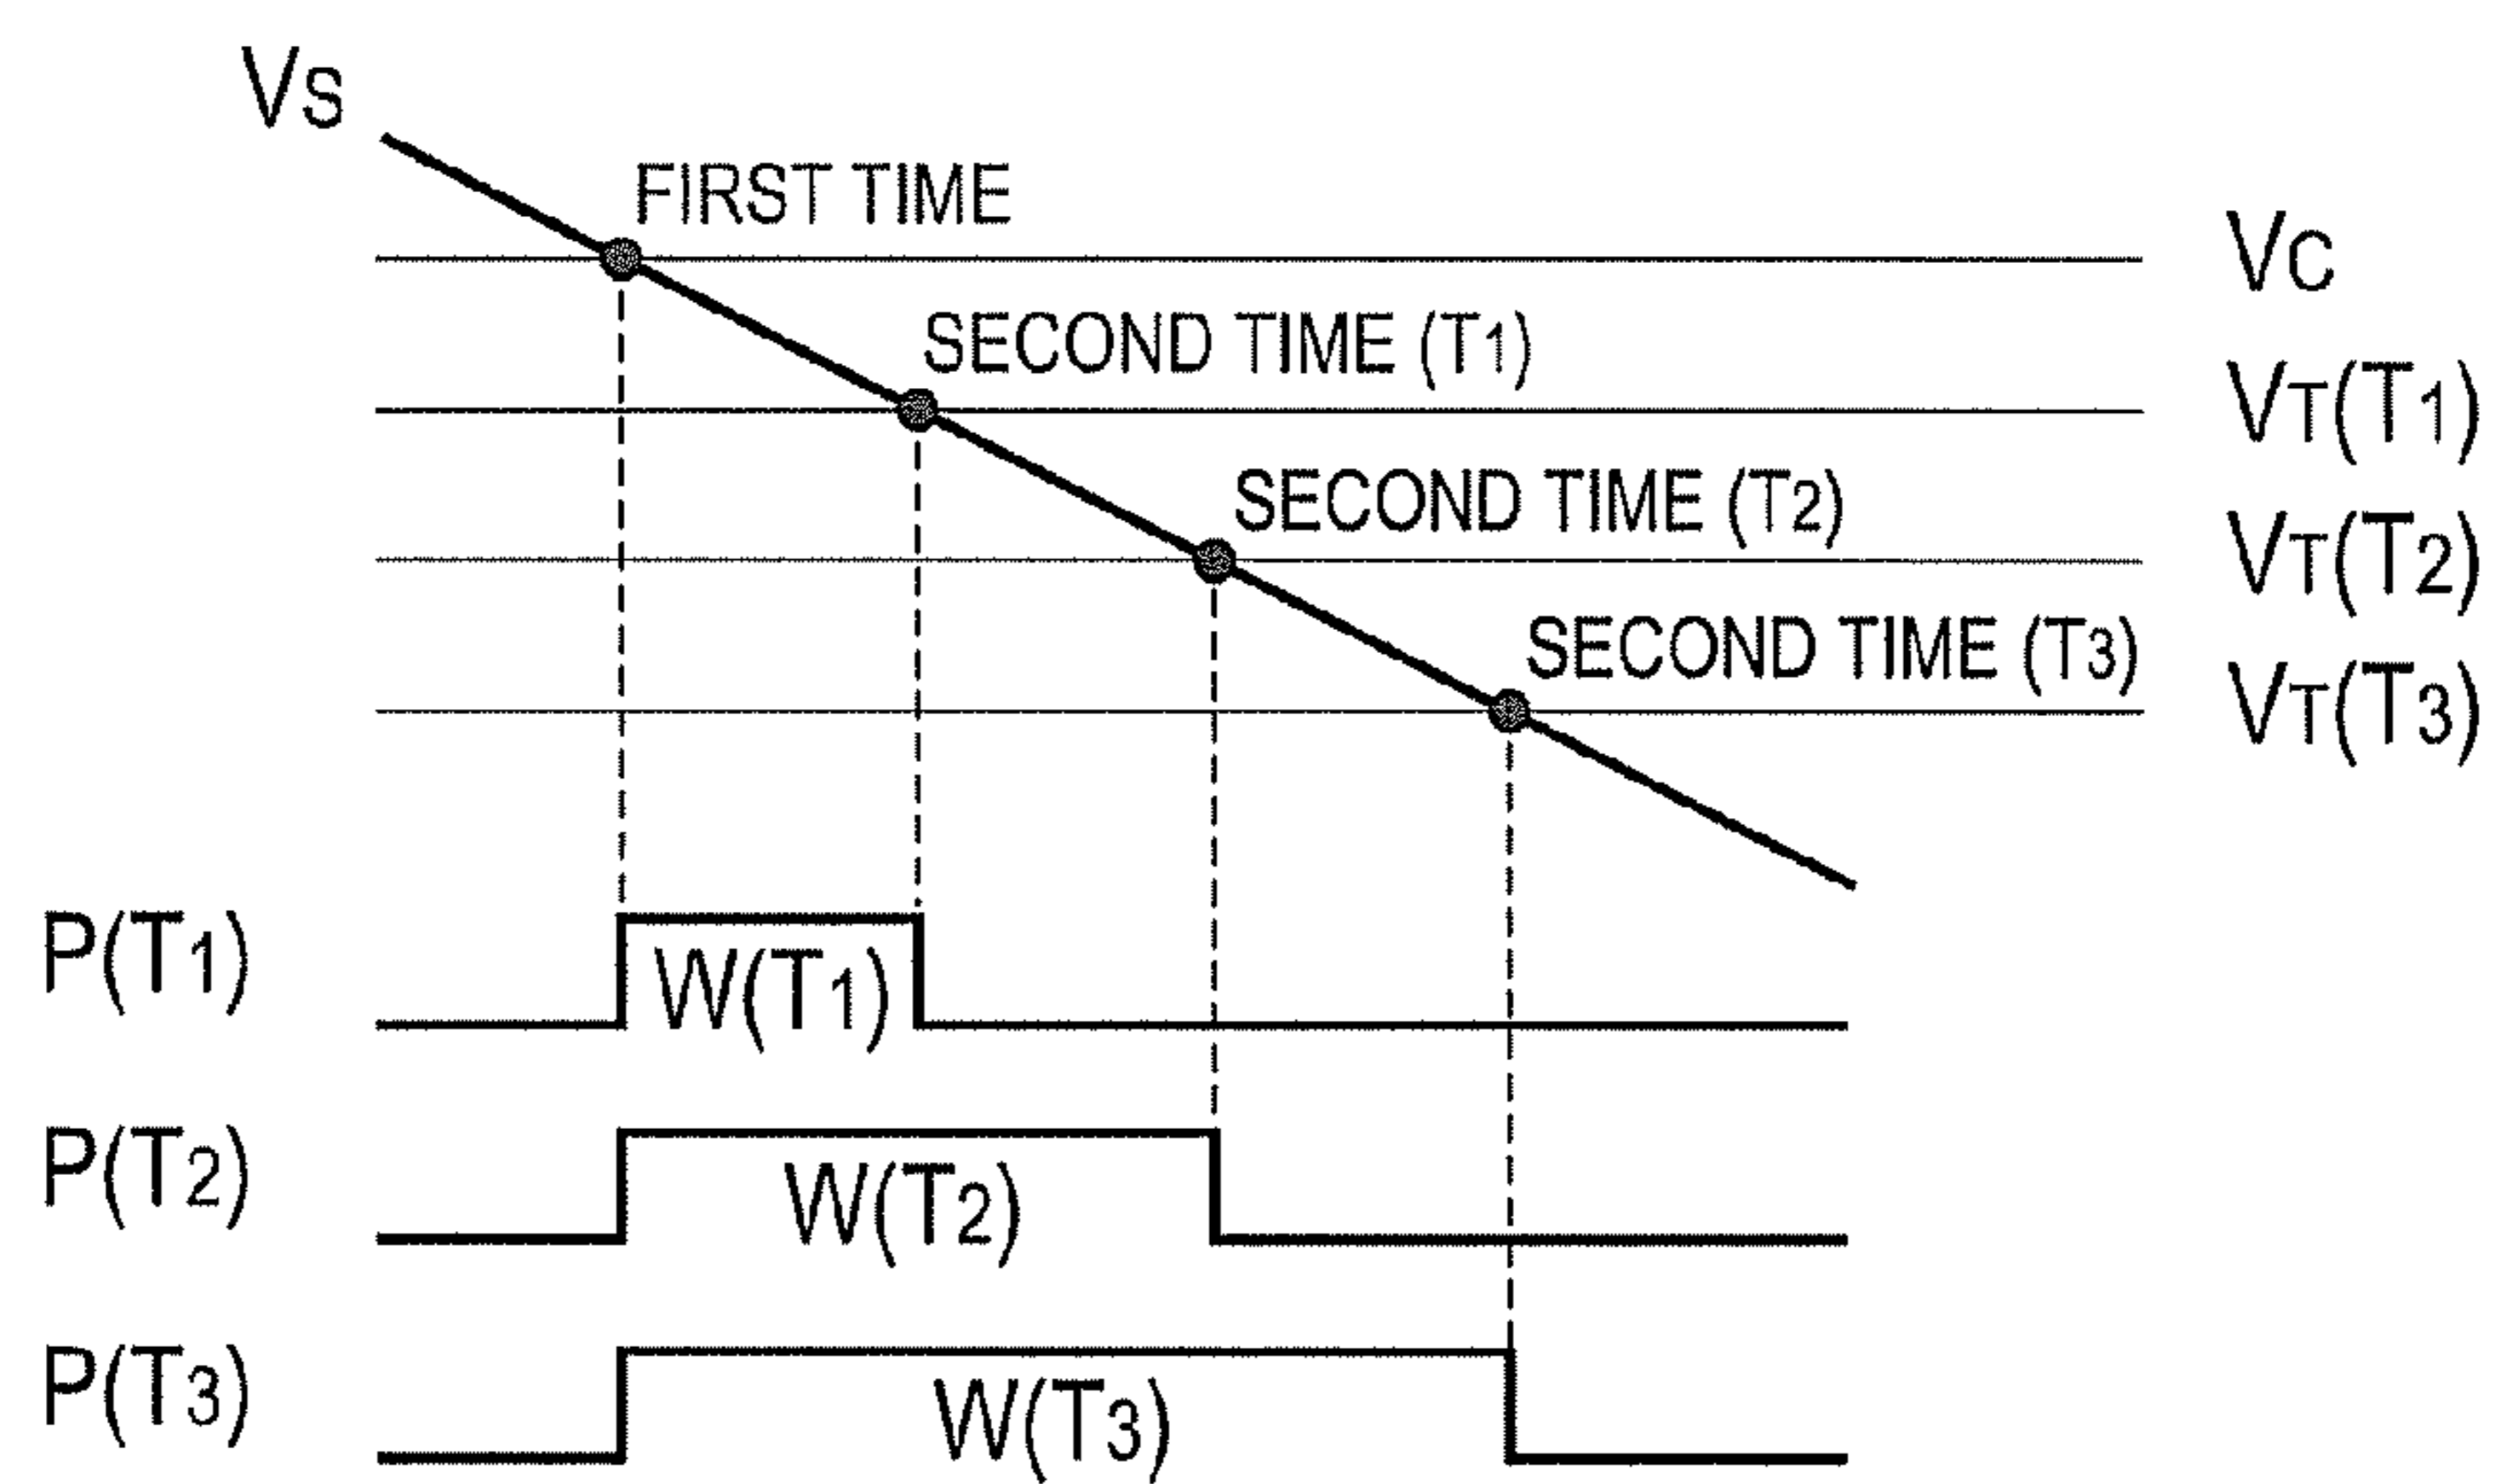 Vs
FIRST TIME
Vc
SECOND TIME (T1)
VT(T1)
SECOND TIME (T2)
VT(T2)
SECOND TIME (T3)
VT(T3)
P(T1)
W(T1)
P(T2)
W(T2)
P(T3)
W(T3)